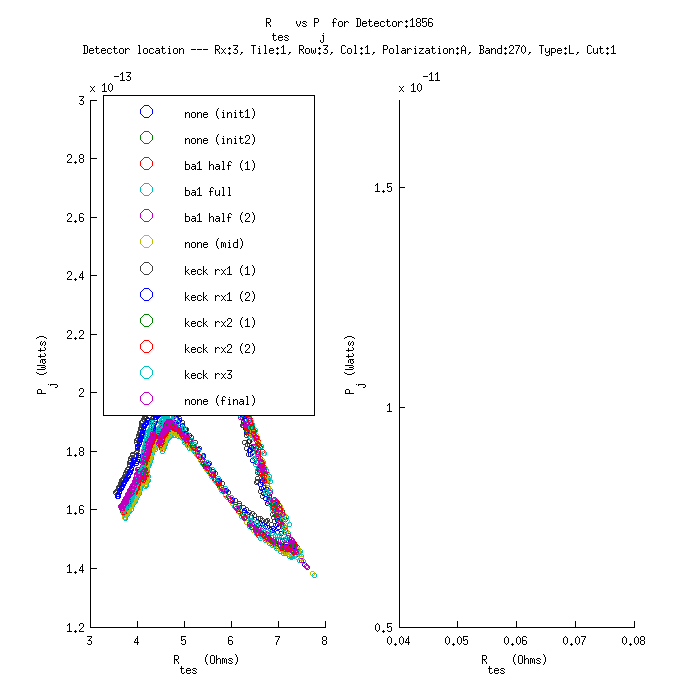 R    vs P  for Detector:1856
tes     j
Detector location --- Rx:3, Tile:1, Row:3, Col:1, Polarization:A, Band:270, Type:L, Cut:1
x 10-13
3
2.8
2.6
2.4
2.2
2
1.8
1.6
1.4
1.2
P (Watts)
j
none (init1)
none (init2)
ba1 half (1)
ba1 full
ba1 half (2)
none (mid)
keck rx1 (1)
keck rx1 (2)
keck rx2 (1)
keck rx2 (2)
keck rx3
none (final)
3 4 5 6 7 8
R    (Ohms)
tes
x 10-11
1.5
1
0.5
P (Watts)
j
0.04 0.05 0.06 0.07 0.08
R    (Ohms)
tes